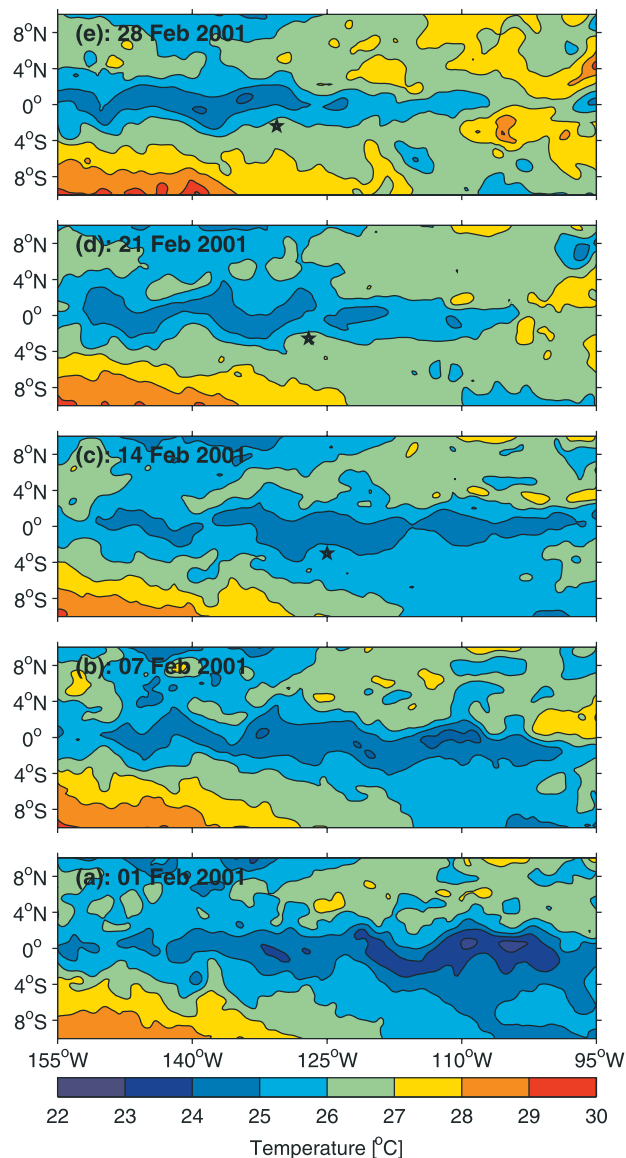 (e): 28 Feb 2001
8°N
4°N
0°
4°S
8°S
(d): 21 Feb 2001
8°N
4°N
0°
4°S
8°S
(c): 14 Feb 2001
8°N
4°N
0°
4°S
8°S
(b): 07 Feb 2001
8°N
4°N
0°
4°S
8°S
(a): 01 Feb 2001
8°N
4°N
0°
4°S
8°S
155°W 140°W 125°W 110°W 95°W
22 23 24 25 26 27 28 29 30
Temperature [°C]